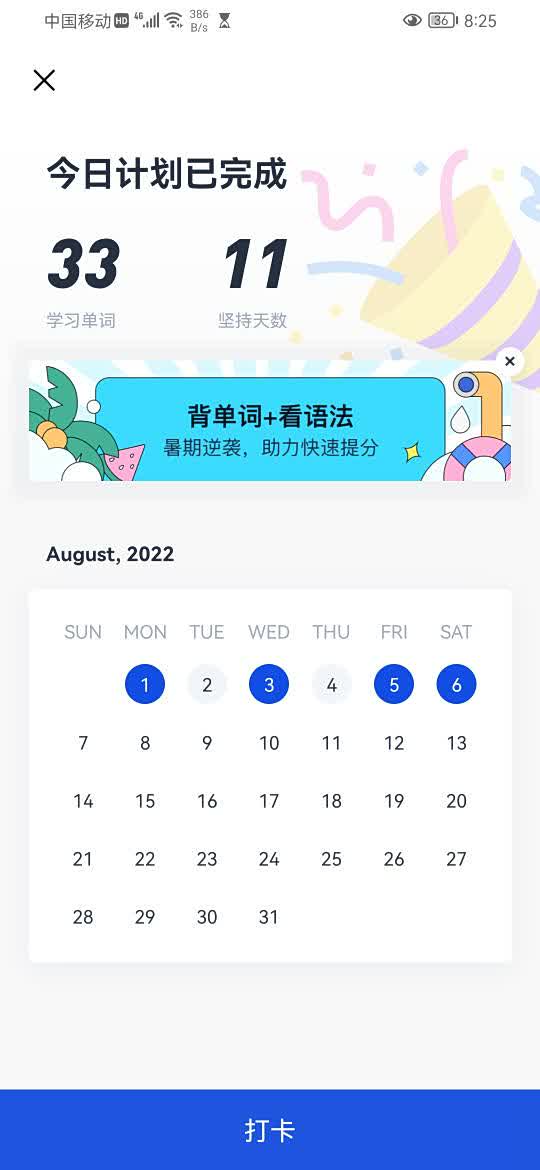 中国移动 HD 4G 386 B/s 36 8:25
今日计划已完成
33 11
学习单词 坚持天数
背单词+看语法
暑期逆袭，助力快速提分
August, 2022
SUN MON TUE WED THU FRI SAT
1 2 3 4 5 6
7 8 9 10 11 12 13
14 15 16 17 18 19 20
21 22 23 24 25 26 27
28 29 30 31
打卡